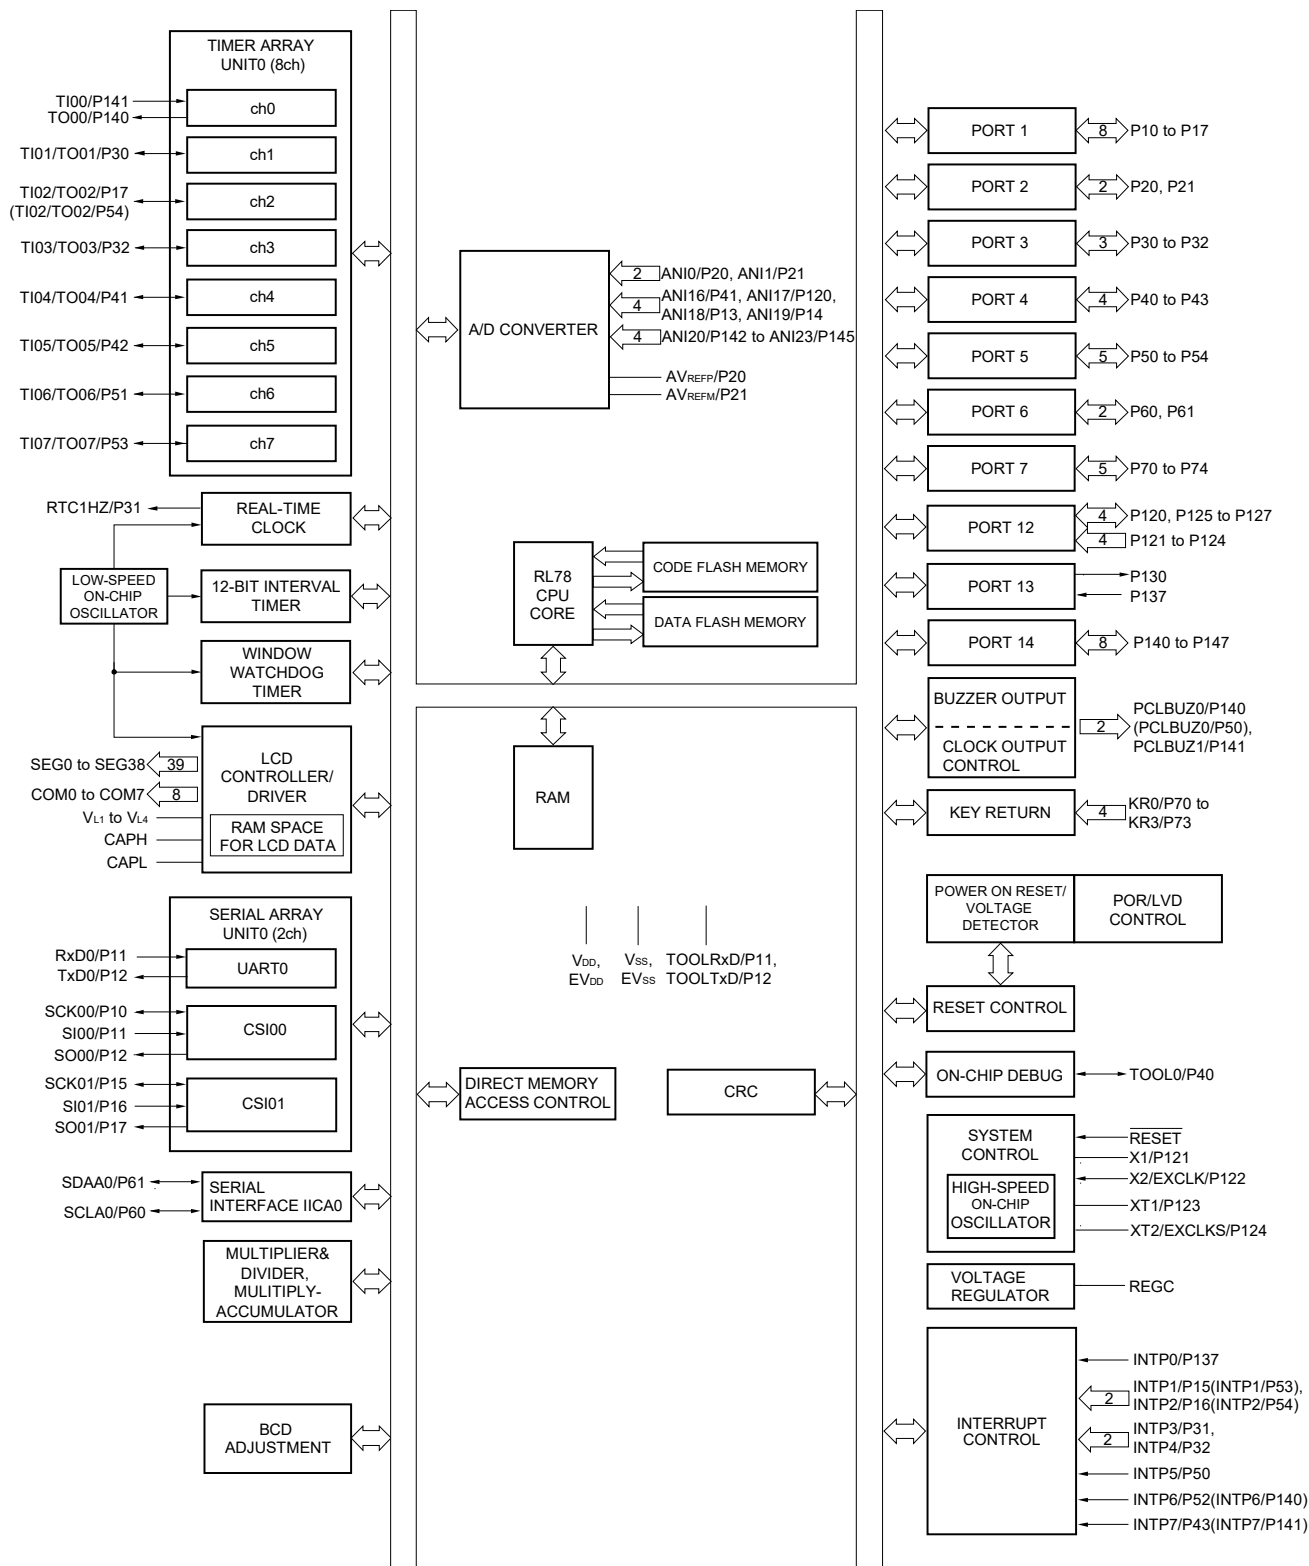 TIMER ARRAY
UNIT0 (8ch)
TI00/P141
TO00/P140
ch0
TI01/TO01/P30
ch1
TI02/TO02/P17
(TI02/TO02/P54)
ch2
TI03/TO03/P32
ch3
TI04/TO04/P41
ch4
TI05/TO05/P42
ch5
TI06/TO06/P51
ch6
TI07/TO07/P53
ch7
RTC1HZ/P31
REAL-TIME
CLOCK
LOW-SPEED
ON-CHIP
OSCILLATOR
12-BIT INTERVAL
TIMER
WINDOW
WATCHDOG
TIMER
LCD
CONTROLLER/
DRIVER
RAM SPACE
FOR LCD DATA
SEG0 to SEG38
39
COM0 to COM7
8
VL1 to VL4
CAPH
CAPL
SERIAL ARRAY
UNIT0 (2ch)
RxD0/P11
TxD0/P12
UART0
SCK00/P10
SI00/P11
SO00/P12
CSI00
SCK01/P15
SI01/P16
SO01/P17
CSI01
SDAA0/P61
SCLA0/P60
SERIAL
INTERFACE IICA0
MULTIPLIER&
DIVIDER,
MULITIPLY-
ACCUMULATOR
BCD
ADJUSTMENT
A/D CONVERTER
2
ANI0/P20, ANI1/P21
4
ANI16/P41, ANI17/P120,
ANI18/P13, ANI19/P14
4
ANI20/P142 to ANI23/P145
AVREFP/P20
AVREFM/P21
RL78
CPU
CORE
CODE FLASH MEMORY
DATA FLASH MEMORY
RAM
VDD,
EVDD
VSS,
EVSS
TOOLRxD/P11,
TOOLTxD/P12
DIRECT MEMORY
ACCESS CONTROL
CRC
PORT 1
8
P10 to P17
PORT 2
2
P20, P21
PORT 3
3
P30 to P32
PORT 4
4
P40 to P43
PORT 5
5
P50 to P54
PORT 6
2
P60, P61
PORT 7
5
P70 to P74
PORT 12
4
P120, P125 to P127
4
P121 to P124
PORT 13
P130
P137
PORT 14
8
P140 to P147
BUZZER OUTPUT
CLOCK OUTPUT
CONTROL
2
PCLBUZ0/P140
(PCLBUZ0/P50),
PCLBUZ1/P141
KEY RETURN
4
KR0/P70 to
KR3/P73
POWER ON RESET/
VOLTAGE
DETECTOR
POR/LVD
CONTROL
RESET CONTROL
ON-CHIP DEBUG
TOOL0/P40
SYSTEM
CONTROL
HIGH-SPEED
ON-CHIP
OSCILLATOR
RESET
X1/P121
X2/EXCLK/P122
XT1/P123
XT2/EXCLKS/P124
VOLTAGE
REGULATOR
REGC
INTERRUPT
CONTROL
INTP0/P137
2
INTP1/P15(INTP1/P53),
INTP2/P16(INTP2/P54)
2
INTP3/P31,
INTP4/P32
INTP5/P50
INTP6/P52(INTP6/P140)
INTP7/P43(INTP7/P141)